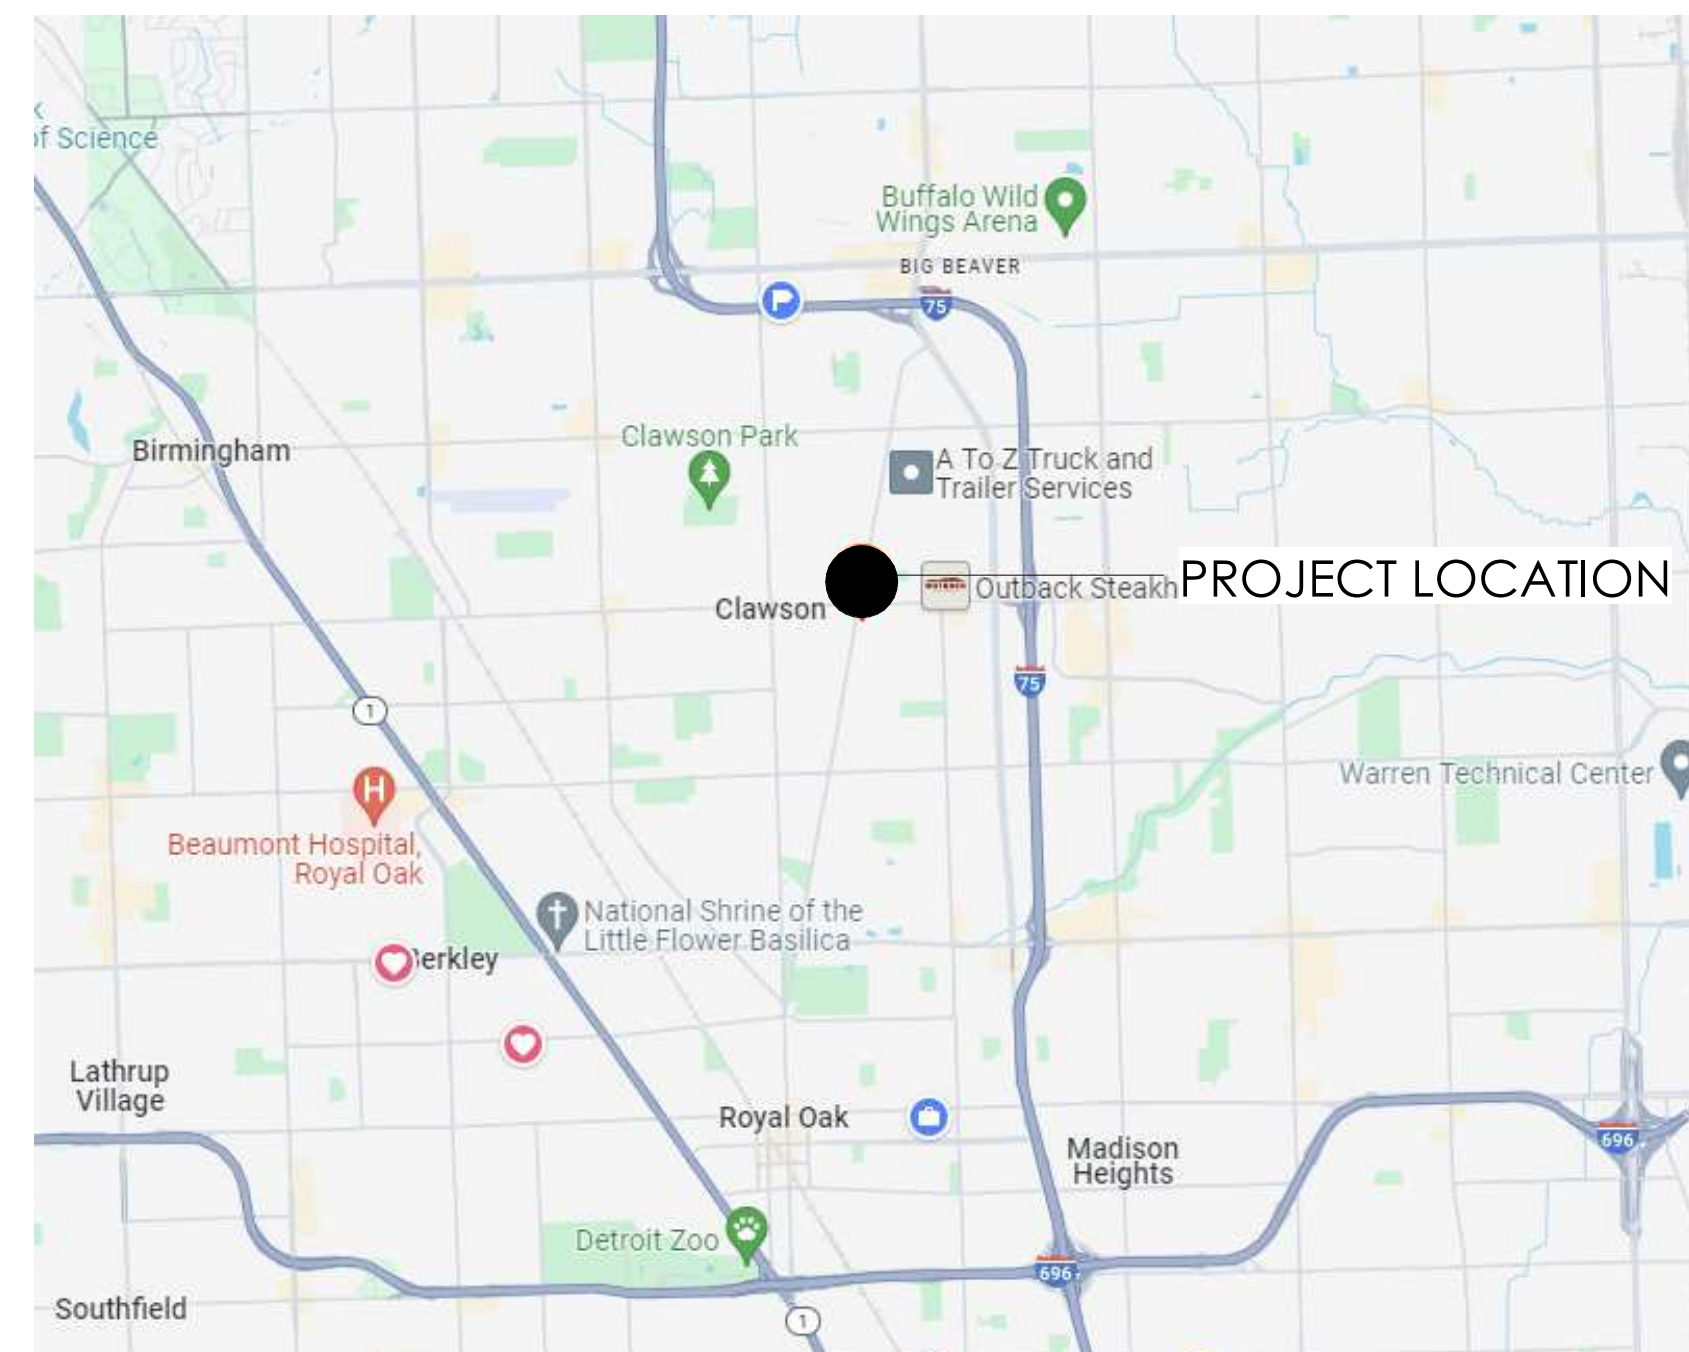 of Science
Buffalo Wild
Wings Arena
BIG BEAVER
75
Clawson Park
Birmingham
A To Z Truck and
Trailer Services
PROJECT LOCATION
Outback Steakh
Clawson
75
1
Warren Technical Center
H
Beaumont Hospital,
Royal Oak
National Shrine of the
Little Flower Basilica
erkley
Lathrup
Village
Royal Oak
696
Madison
Heights
Detroit Zoo
696
Southfield
1